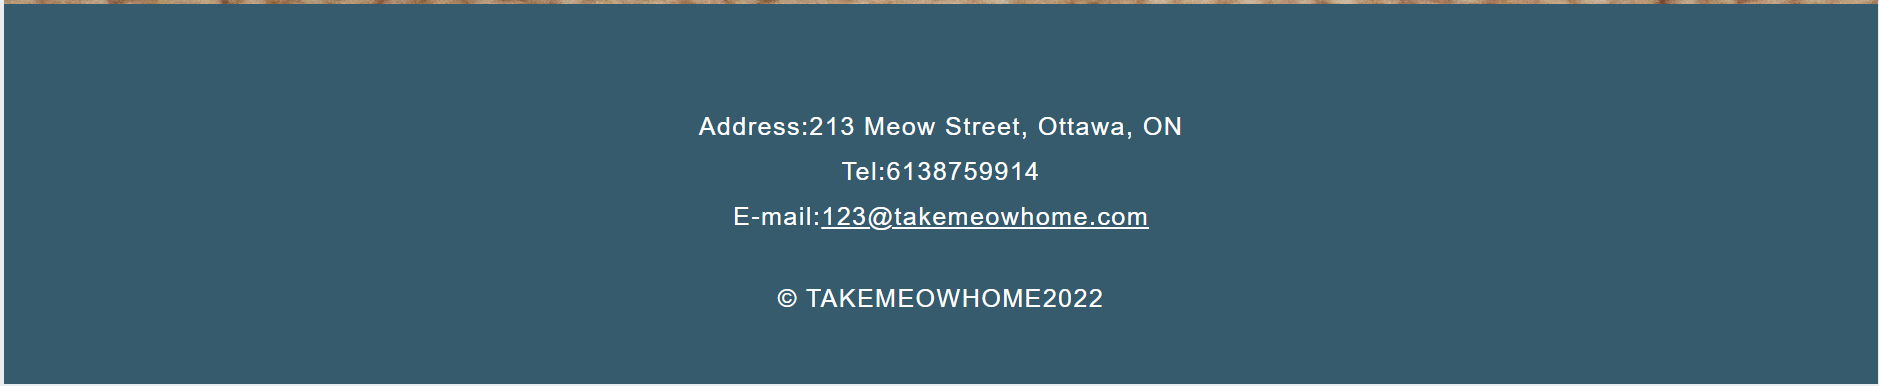 Address:213 Meow Street, Ottawa, ON
Tel:6138759914
E-mail:123@takemeowhome.com
© TAKEMEOWHOME2022